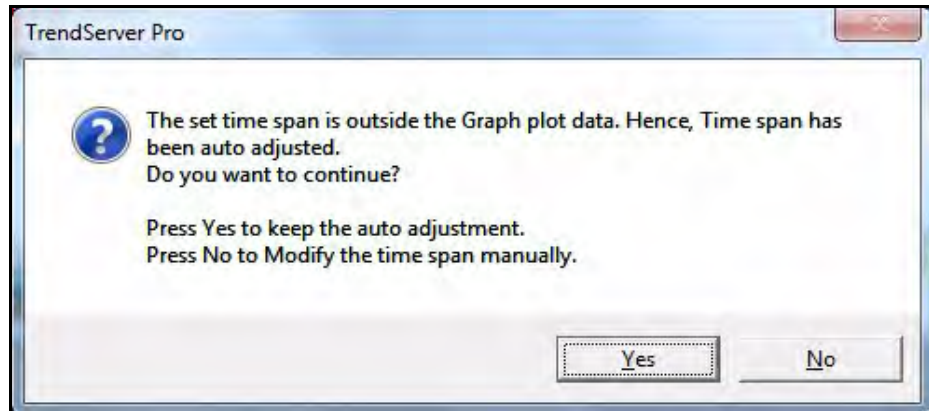 TrendServer Pro
The set time span is outside the Graph plot data. Hence, Time span has
been auto adjusted.
Do you want to continue?
Press Yes to keep the auto adjustment.
Press No to Modify the time span manually.
Yes
No